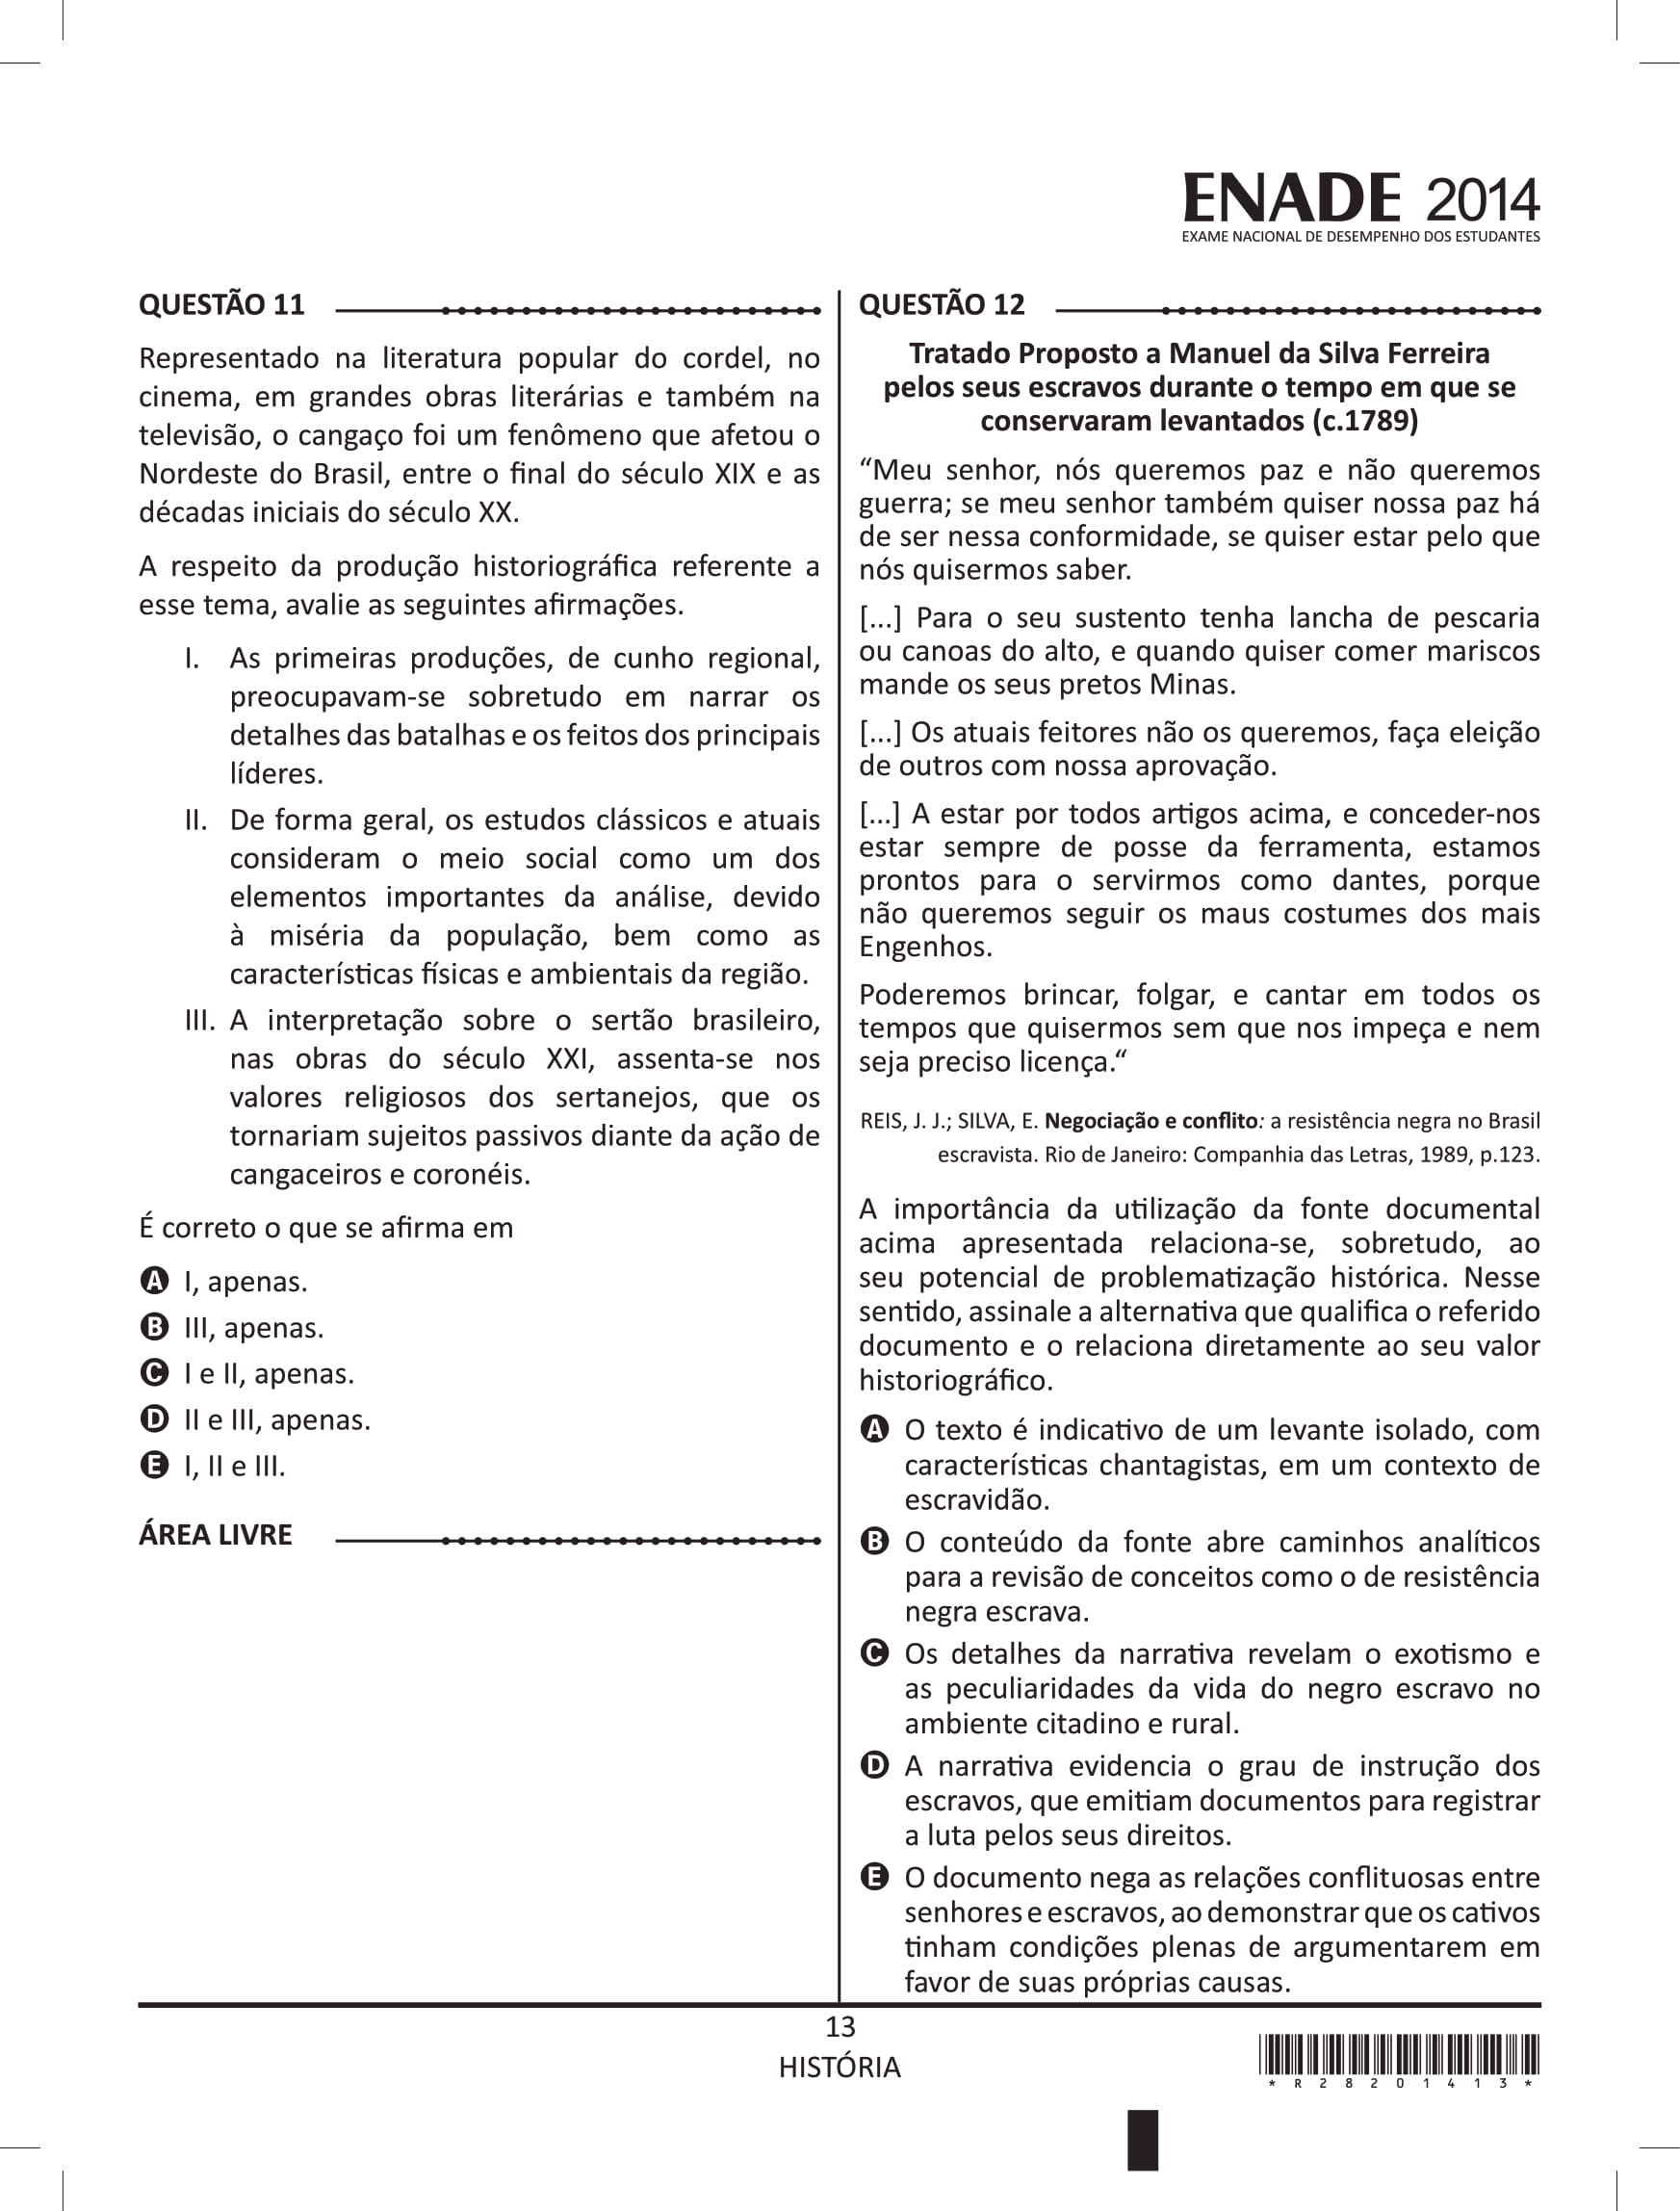 ENADE 2014
EXAME NACIONAL DE DESEMPENHO DOS ESTUDANTES
QUESTÃO 11
Representado na literatura popular do cordel, no
cinema, em grandes obras literárias e também na
televisão, o cangaço foi um fenômeno que afetou o
Nordeste do Brasil, entre o final do século XIX e as
décadas iniciais do século XX.
A respeito da produção historiográfica referente a
esse tema, avalie as seguintes afirmações.
I. As primeiras produções, de cunho regional,
preocupavam-se sobretudo em narrar os
detalhes das batalhas e os feitos dos principais
líderes.
II. De forma geral, os estudos clássicos e atuais
consideram o meio social como um dos
elementos importantes da análise, devido
à miséria da população, bem como as
características físicas e ambientais da região.
III. A interpretação sobre o sertão brasileiro,
nas obras do século XXI, assenta-se nos
valores religiosos dos sertanejos, que os
tornariam sujeitos passivos diante da ação de
cangaceiros e coronéis.
É correto o que se afirma em
A I, apenas.
B III, apenas.
C I e II, apenas.
D II e III, apenas.
E I, II e III.
ÁREA LIVRE
QUESTÃO 12
Tratado Proposto a Manuel da Silva Ferreira
pelos seus escravos durante o tempo em que se
conservaram levantados (c.1789)
“Meu senhor, nós queremos paz e não queremos
guerra; se meu senhor também quiser nossa paz há
de ser nessa conformidade, se quiser estar pelo que
nós quisermos saber.
[...] Para o seu sustento tenha lancha de pescaria
ou canoas do alto, e quando quiser comer mariscos
mande os seus pretos Minas.
[...] Os atuais feitores não os queremos, faça eleição
de outros com nossa aprovação.
[...] A estar por todos artigos acima, e conceder-nos
estar sempre de posse da ferramenta, estamos
prontos para o servirmos como dantes, porque
não queremos seguir os maus costumes dos mais
Engenhos.
Poderemos brincar, folgar, e cantar em todos os
tempos que quisermos sem que nos impeça e nem
seja preciso licença.“
REIS, J. J.; SILVA, E. Negociação e conflito: a resistência negra no Brasil
escravista. Rio de Janeiro: Companhia das Letras, 1989, p.123.
A importância da utilização da fonte documental
acima apresentada relaciona-se, sobretudo, ao
seu potencial de problematização histórica. Nesse
sentido, assinale a alternativa que qualifica o referido
documento e o relaciona diretamente ao seu valor
historiográfico.
A O texto é indicativo de um levante isolado, com
características chantagistas, em um contexto de
escravidão.
B O conteúdo da fonte abre caminhos analíticos
para a revisão de conceitos como o de resistência
negra escrava.
C Os detalhes da narrativa revelam o exotismo e
as peculiaridades da vida do negro escravo no
ambiente citadino e rural.
D A narrativa evidencia o grau de instrução dos
escravos, que emitiam documentos para registrar
a luta pelos seus direitos.
E O documento nega as relações conflituosas entre
senhores e escravos, ao demonstrar que os cativos
tinham condições plenas de argumentarem em
favor de suas próprias causas.
13
HISTÓRIA
*R28201413*